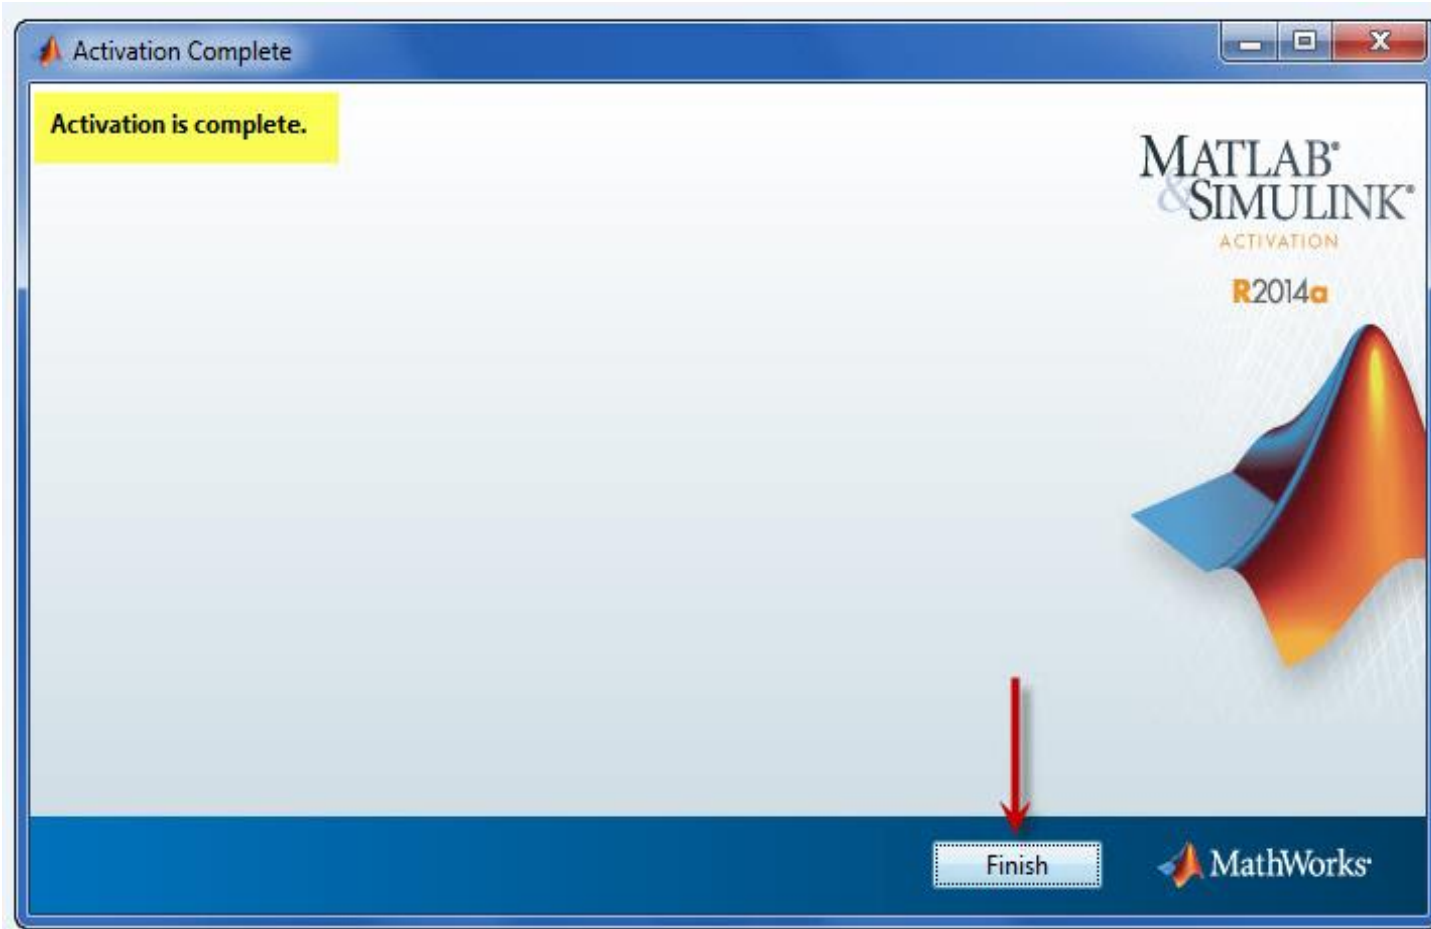 Activation Complete
Activation is complete.
MATLAB®
&SIMULINK®
ACTIVATION
R2014a
Finish
MathWorks®